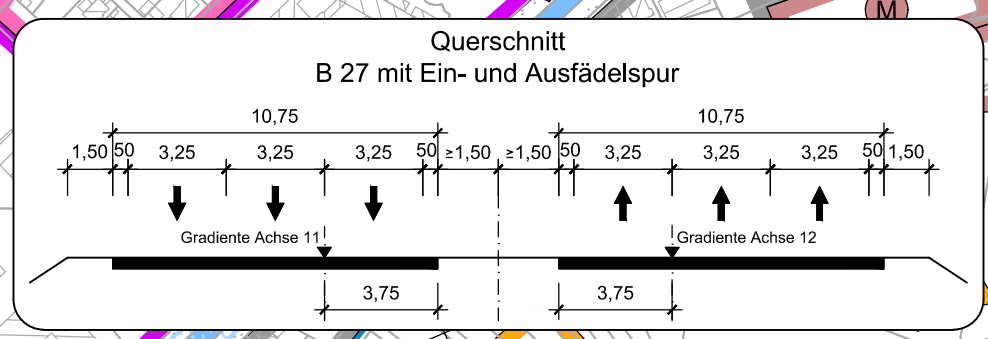 M
Querschnitt
B 27 mit Ein- und Ausfädelspur
10,75 10,75
1,50 50 3,25 3,25 3,25 50 ≥1,50 ≥1,50 50 3,25 3,25 3,25 50 1,50
Gradiente Achse 11 Gradiente Achse 12
3,75 3,75